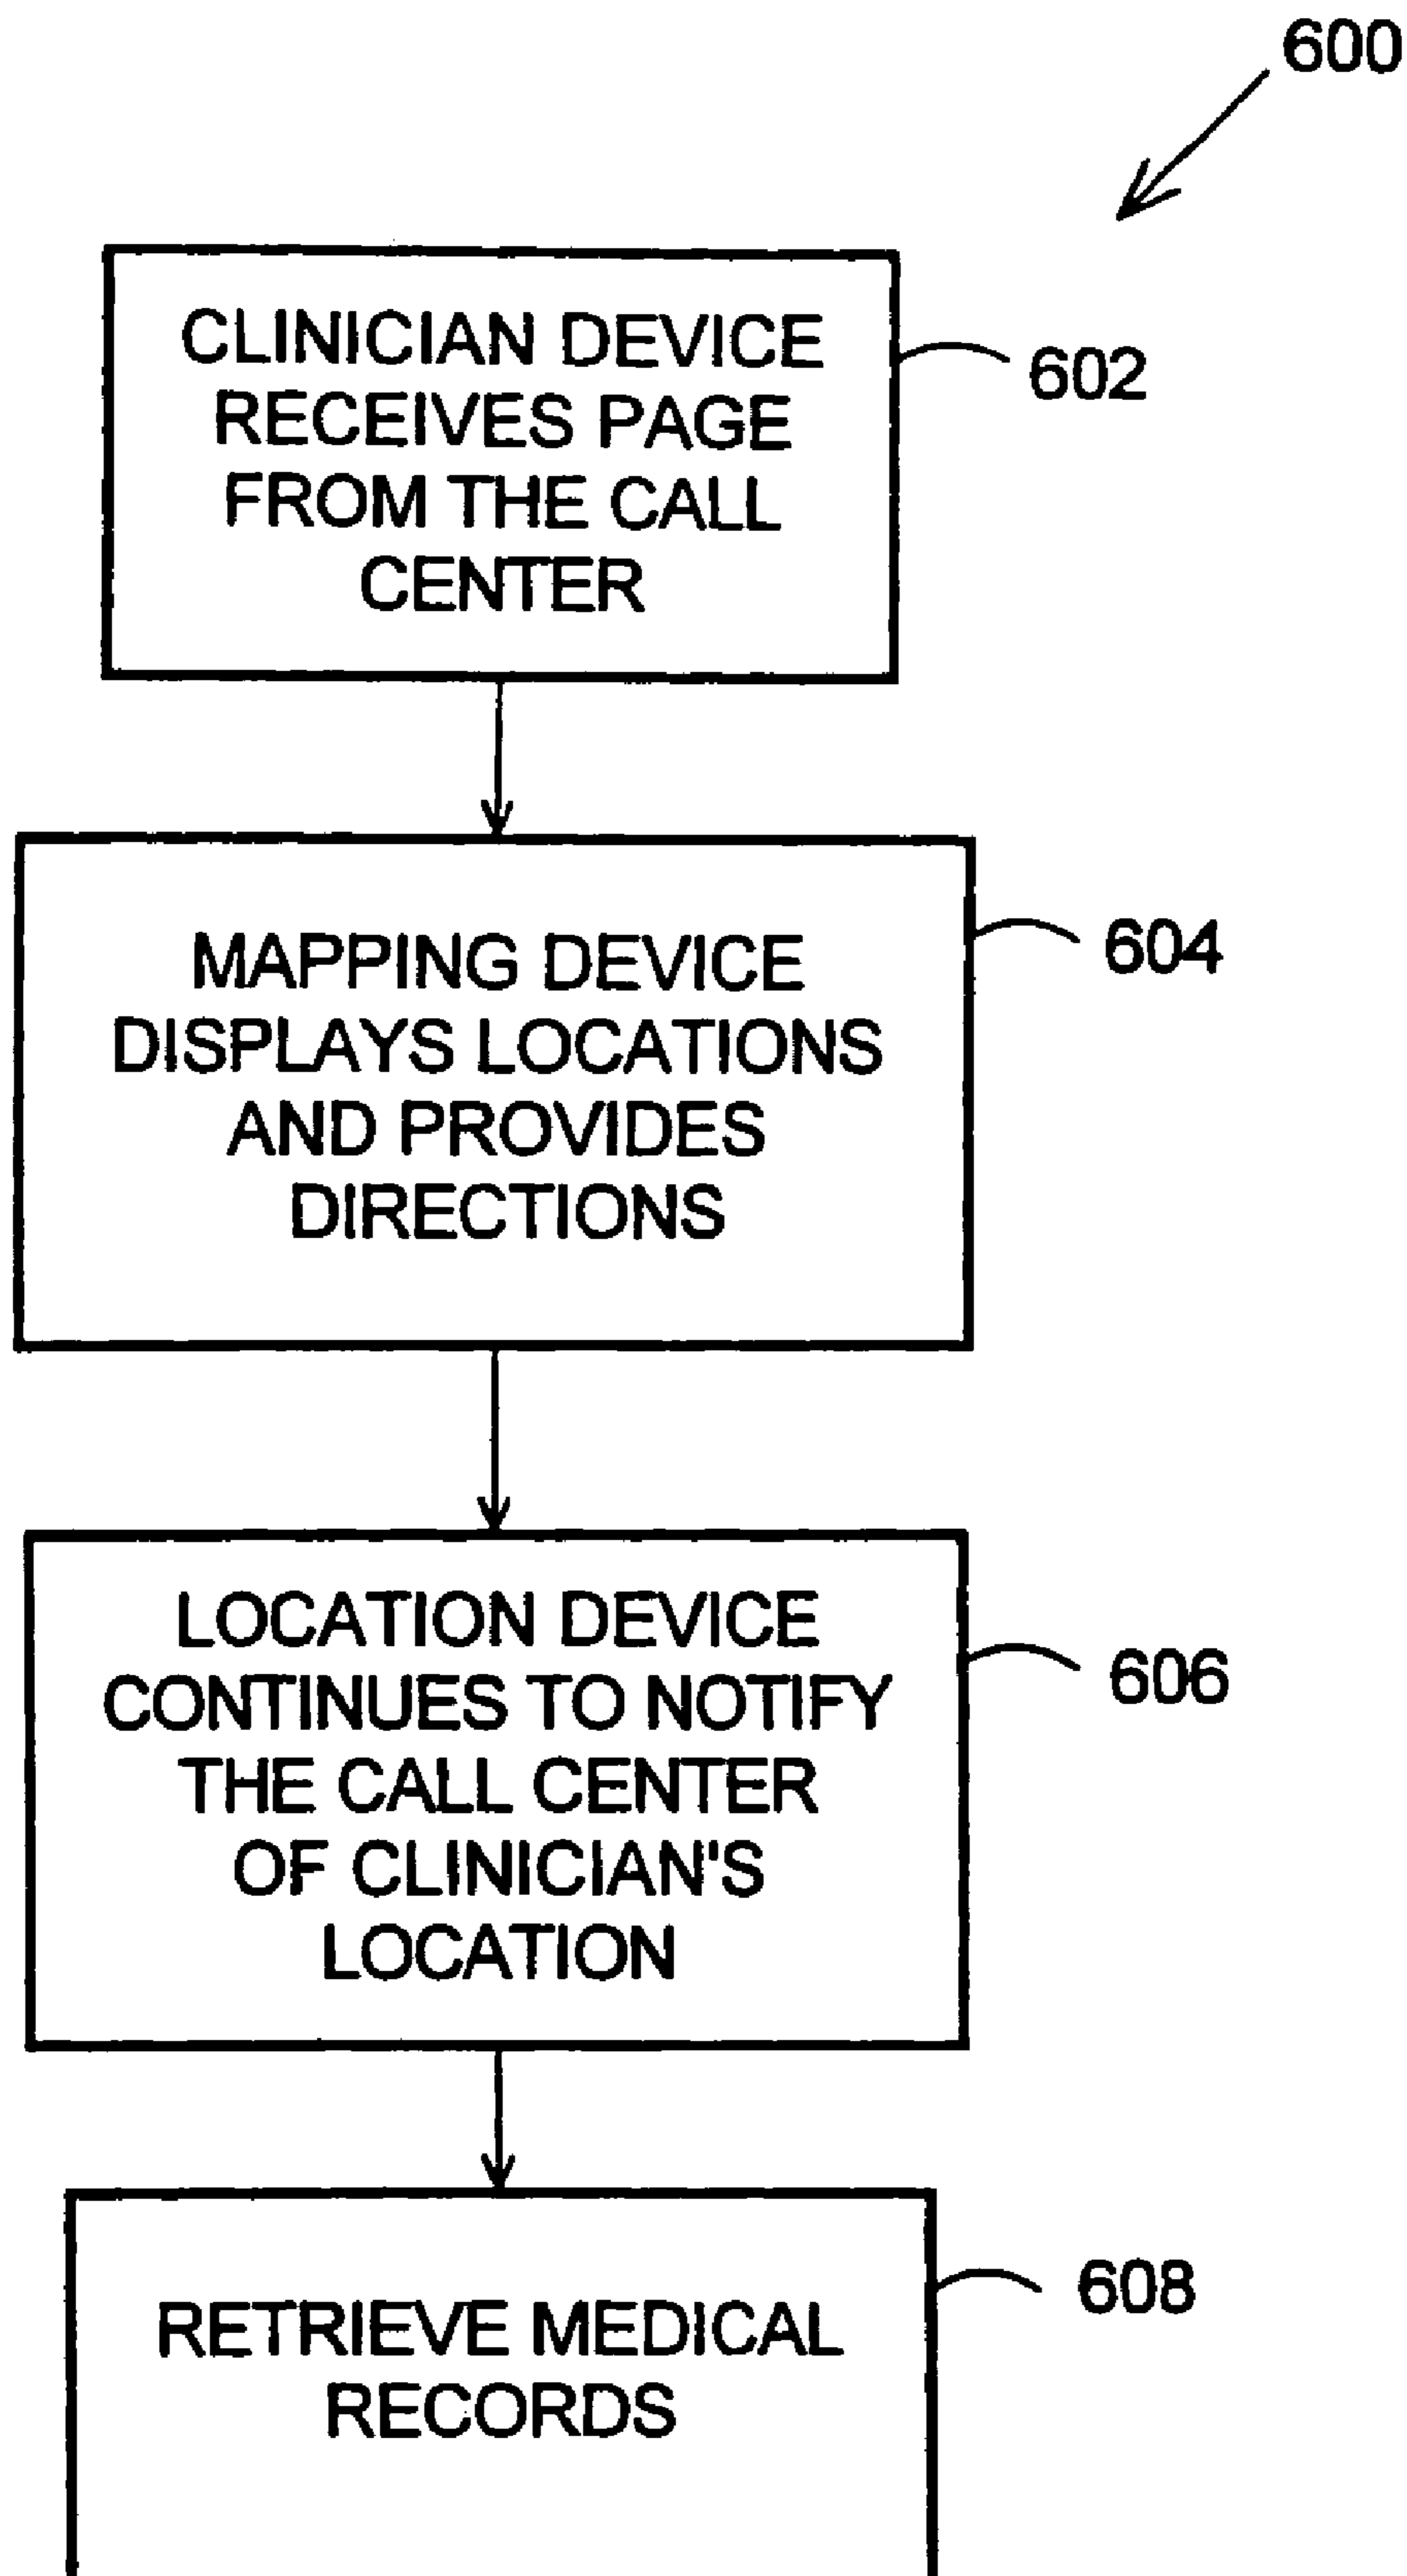 600
CLINICIAN DEVICE
RECEIVES PAGE
FROM THE CALL
CENTER
602
MAPPING DEVICE
DISPLAYS LOCATIONS
AND PROVIDES
DIRECTIONS
604
LOCATION DEVICE
CONTINUES TO NOTIFY
THE CALL CENTER
OF CLINICIAN'S
LOCATION
606
RETRIEVE MEDICAL
RECORDS
608